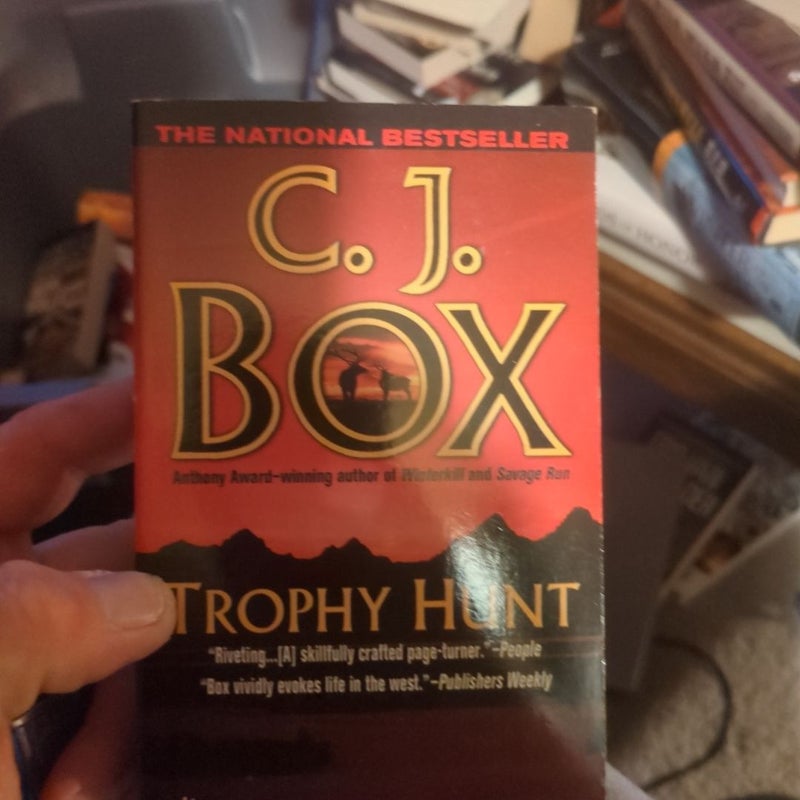 THE NATIONAL BESTSELLER
C. J.
BOX
Anthony Award-winning author of Winterkill and Savage Run
TROPHY HUNT
"Riveting...[A] skillfully crafted page-turner."—People
"Box vividly evokes life in the west."—Publishers Weekly